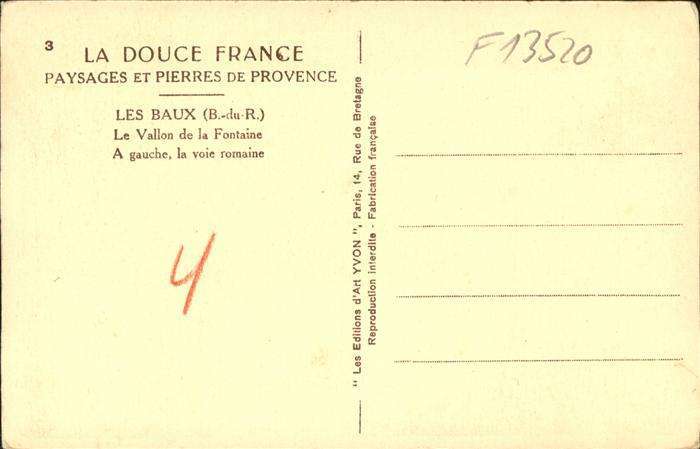 3
LA DOUCE FRANCE
PAYSAGES ET PIERRES DE PROVENCE
LES BAUX (B.-du-R.)
Le Vallon de la Fontaine
A gauche, la voie romaine
4
" Les Editions d'Art YVON ", Paris, 14, Rue de Bretagne
Reproduction interdite - Fabrication française
F13520